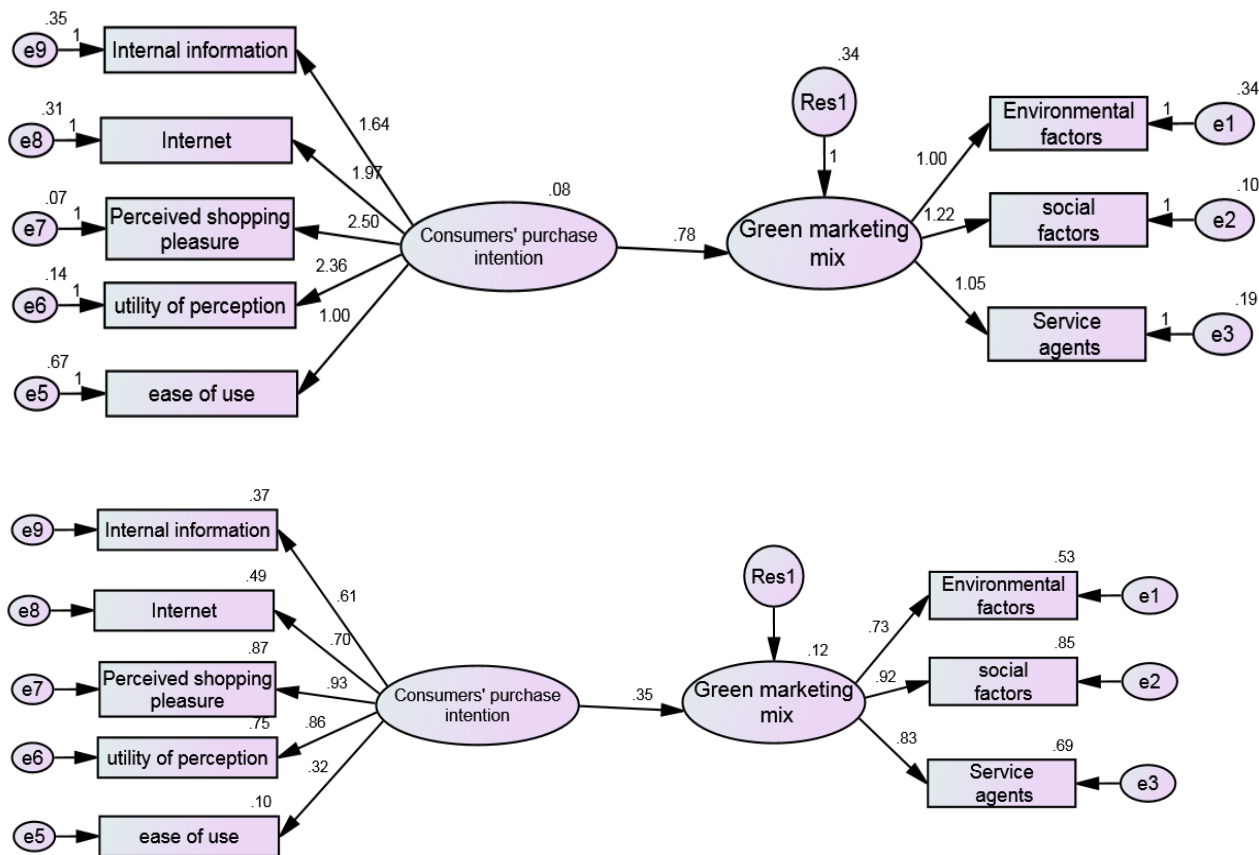 .35
e9
1
Internal information
.31
e8
1
Internet
.07
e7
1
Perceived shopping
pleasure
.14
e6
1
utility of perception
.67
e5
1
ease of use
1.64
1.97
2.50
2.36
1.00
.08
Consumers' purchase
intention
.78
.34
Res1
1
Green marketing
mix
1.00
1.22
1.05
Environmental
factors
1
.34
e1
social
factors
1
.10
e2
Service
agents
1
.19
e3
.37
e9
Internal information
.49
e8
Internet
.87
e7
Perceived shopping
pleasure
.75
e6
utility of perception
.10
e5
ease of use
.61
.70
.93
.86
.32
Consumers' purchase
intention
.35
Res1
.12
Green marketing
mix
.73
.92
.83
.53
Environmental
factors
e1
.85
social
factors
e2
.69
Service
agents
e3